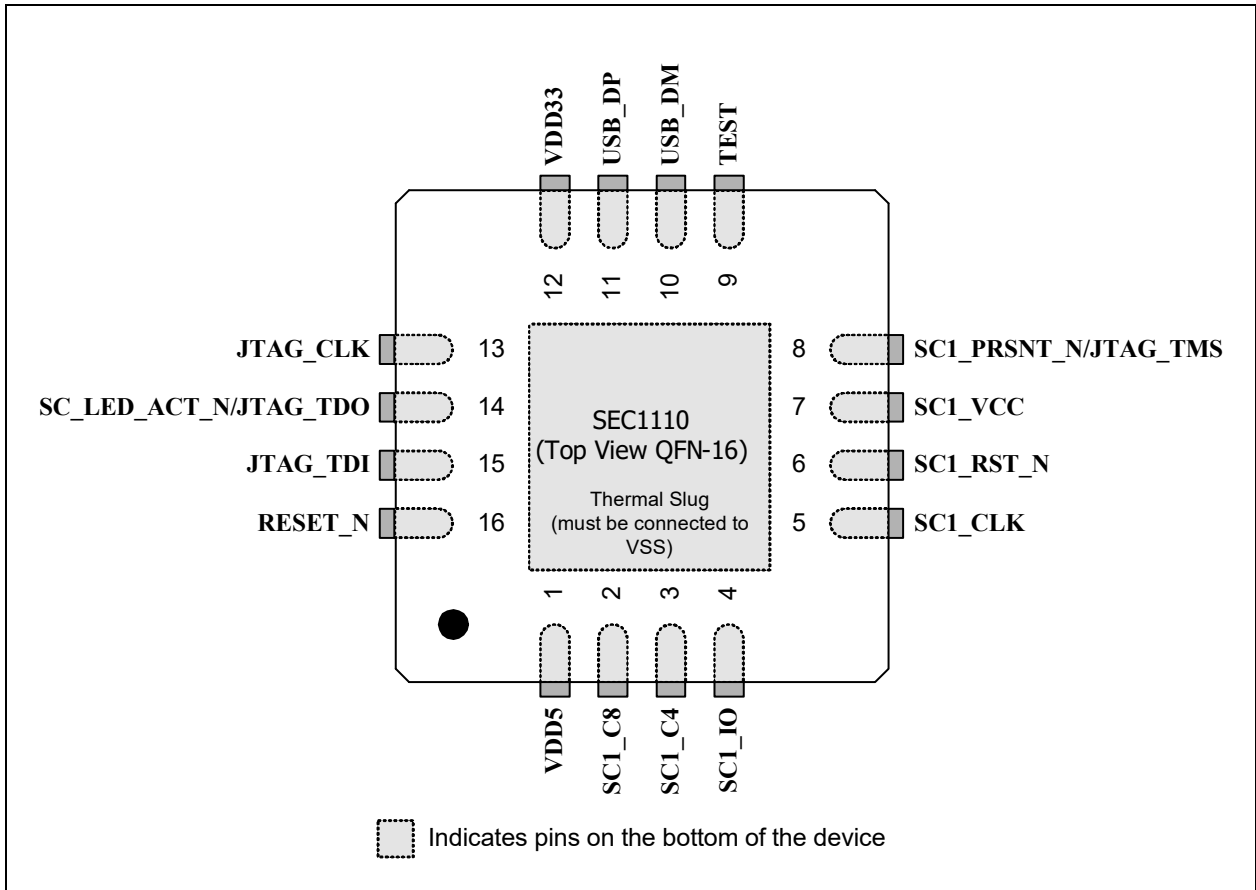 VDD33
USB_DP
USB_DM
TEST
12
11
10
9
JTAG_CLK
13
8
SC1_PRSNT_N/JTAG_TMS
SC_LED_ACT_N/JTAG_TDO
14
7
SC1_VCC
JTAG_TDI
15
6
SC1_RST_N
RESET_N
16
5
SC1_CLK
SEC1110
(Top View QFN-16)
Thermal Slug
(must be connected to
VSS)
1
2
3
4
VDD5
SC1_C8
SC1_C4
SC1_IO
Indicates pins on the bottom of the device